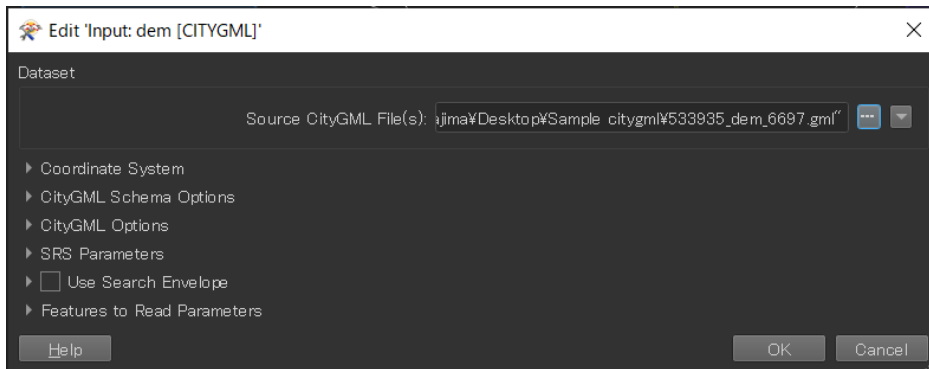 Edit 'Input: dem [CITYGML]'
Dataset
Source CityGML File(s): ajima¥Desktop¥Sample citygml¥533935_dem_6697.gml"
Coordinate System
CityGML Schema Options
CityGML Options
SRS Parameters
Use Search Envelope
Features to Read Parameters
Help OK Cancel